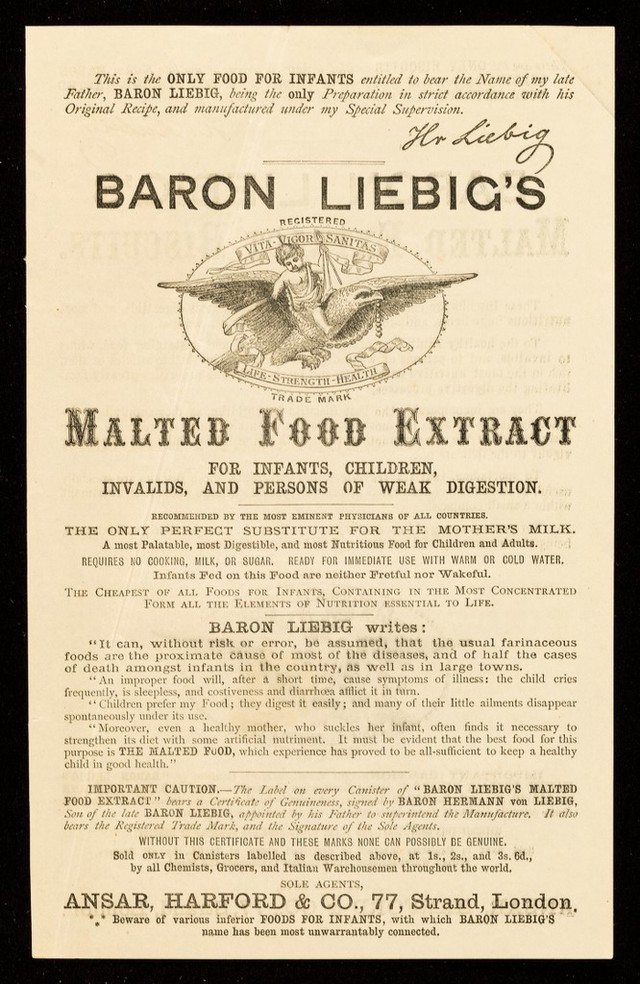 This is the ONLY FOOD FOR INFANTS entitled to bear the Name of my late
Father, BARON LIEBIG, being the only Preparation in strict accordance with his
Original Recipe, and manufactured under my Special Supervision.
Hr Liebig
BARON LIEBIG'S
REGISTERED
VITA-VIGOR-SANITAS
LIFE-STRENGTH-HEALTH
TRADE MARK
MALTED FOOD EXTRACT
FOR INFANTS, CHILDREN,
INVALIDS, AND PERSONS OF WEAK DIGESTION.
RECOMMENDED BY THE MOST EMINENT PHYSICIANS OF ALL COUNTRIES.
THE ONLY PERFECT SUBSTITUTE FOR THE MOTHER'S MILK.
A most Palatable, most Digestible, and most Nutritious Food for Children and Adults.
REQUIRES NO COOKING, MILK, OR SUGAR. READY FOR IMMEDIATE USE WITH WARM OR COLD WATER.
Infants Fed on this Food are neither Fretful nor Wakeful.
THE CHEAPEST OF ALL FOODS FOR INFANTS, CONTAINING IN THE MOST CONCENTRATED
FORM ALL THE ELEMENTS OF NUTRITION ESSENTIAL TO LIFE.
BARON LIEBIG writes:
"It can, without risk or error, be assumed, that the usual farinaceous
foods are the proximate cause of most of the diseases, and of half the cases
of death amongst infants in the country, as well as in large towns.
"An improper food will, after a short time, cause symptoms of illness: the child cries
frequently, is sleepless, and costiveness and diarrhœa afflict it in turn.
"Children prefer my Food; they digest it easily; and many of their little ailments disappear
spontaneously under its use.
"Moreover, even a healthy mother, who suckles her infant, often finds it necessary to
strengthen its diet with some artificial nutriment. It must be evident that the best food for this
purpose is THE MALTED FOOD, which experience has proved to be all-sufficient to keep a healthy
child in good health."
IMPORTANT CAUTION.—The Label on every Canister of "BARON LIEBIG'S MALTED
FOOD EXTRACT" bears a Certificate of Genuineness, signed by BARON HERMANN von LIEBIG,
Son of the late BARON LIEBIG, appointed by his Father to superintend the Manufacture. It also
bears the Registered Trade Mark, and the Signature of the Sole Agents.
WITHOUT THIS CERTIFICATE AND THESE MARKS NONE CAN POSSIBLY BE GENUINE.
Sold ONLY in Canisters labelled as described above, at 1s., 2s., and 3s. 6d.,
by all Chemists, Grocers, and Italian Warehousemen throughout the world.
SOLE AGENTS,
ANSAR, HARFORD & CO., 77, Strand, London.
*⁎* Beware of various inferior FOODS FOR INFANTS, with which BARON LIEBIG'S
name has been most unwarrantably connected.